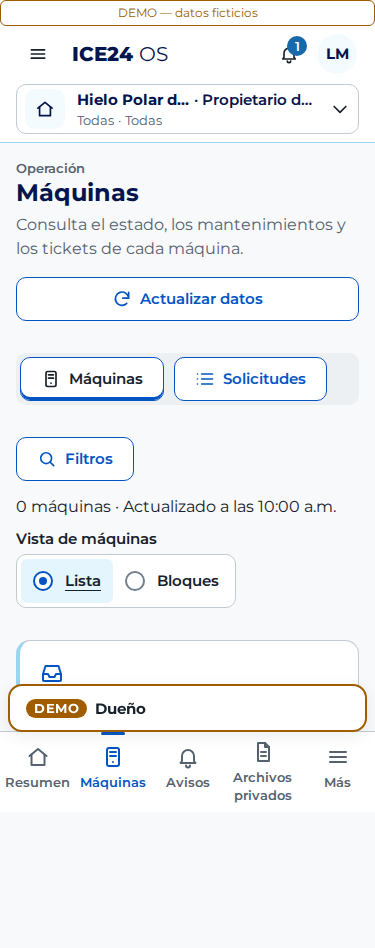 DEMO — datos ficticios
ICE24 OS
1
LM
Hielo Polar d... · Propietario d...
Todas · Todas
Operación
Máquinas
Consulta el estado, los mantenimientos y
los tickets de cada máquina.
Actualizar datos
Máquinas
Solicitudes
Filtros
0 máquinas · Actualizado a las 10:00 a.m.
Vista de máquinas
Lista
Bloques
DEMO Dueño
Resumen
Máquinas
Avisos
Archivos
privados
Más